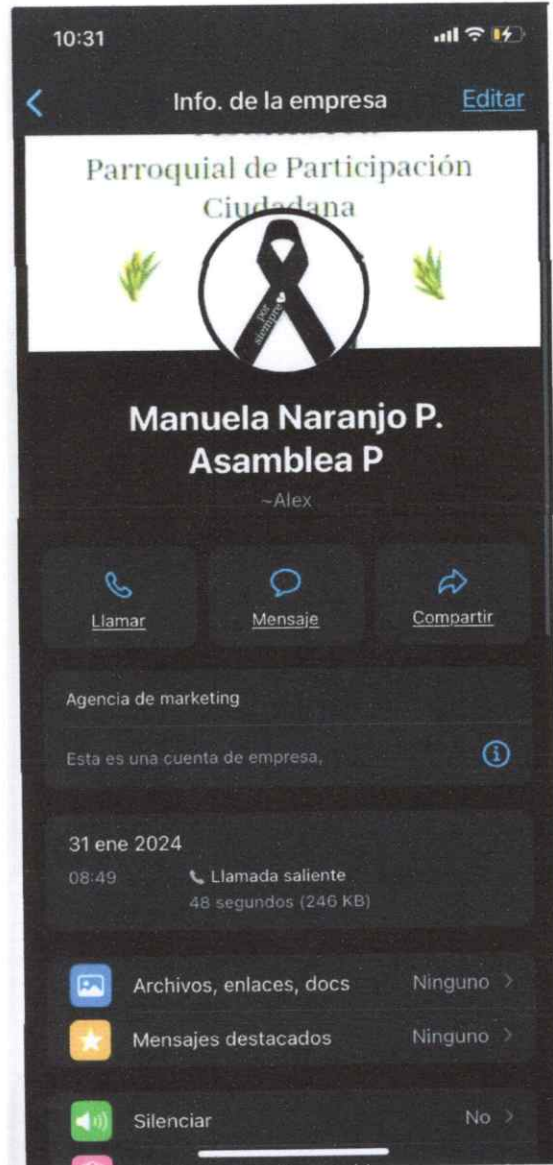 10:31
Info. de la empresa
Editar
Parroquial de Participación
Ciudadana
por
siempre
Manuela Naranjo P.
Asamblea P
~Alex
Llamar
Mensaje
Compartir
Agencia de marketing
Esta es una cuenta de empresa,
31 ene 2024
08:49
Llamada saliente
48 segundos (246 KB)
Archivos, enlaces, docs
Ninguno
Mensajes destacados
Ninguno
Silenciar
No